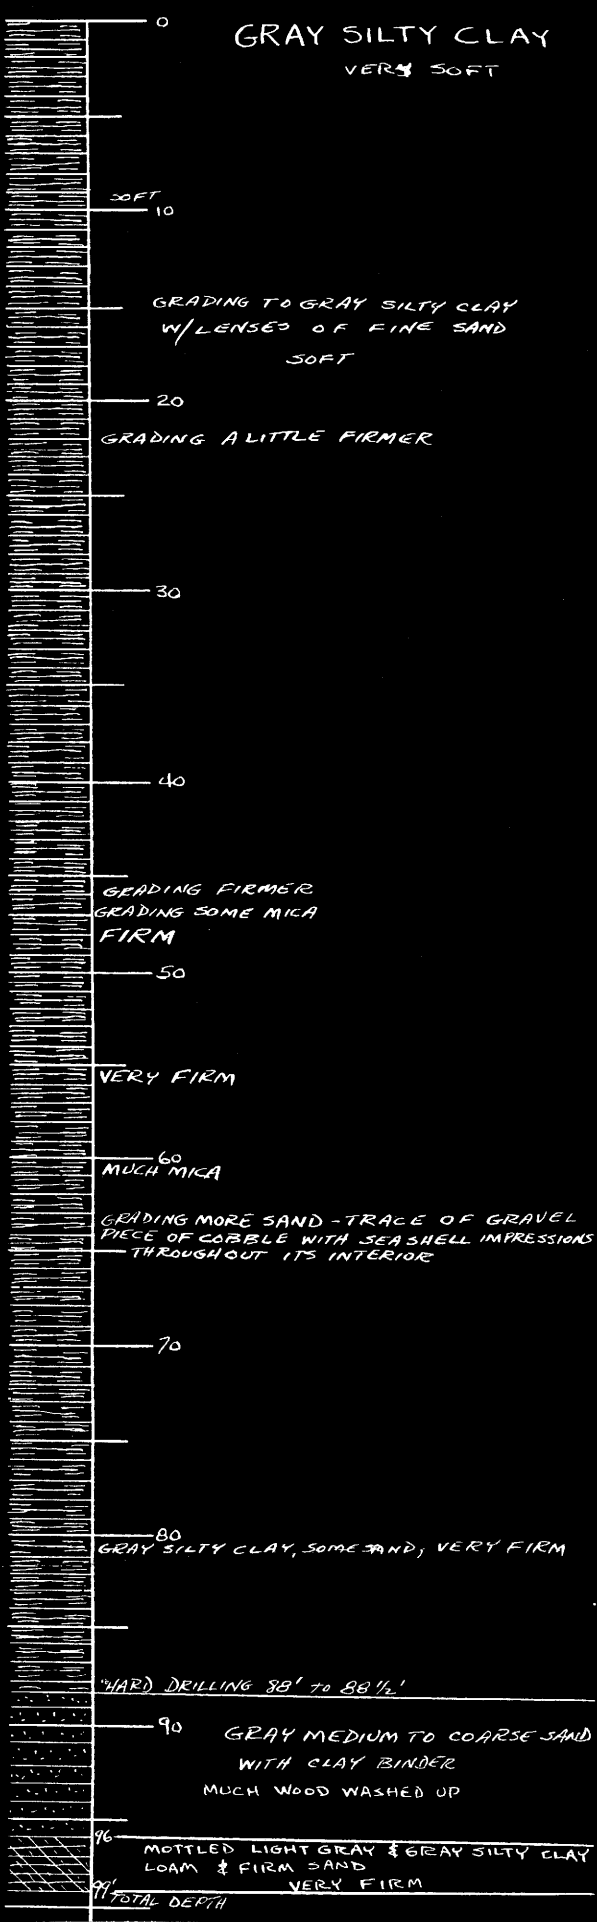 0
GRAY SILTY CLAY
VERY SOFT
SOFT
10
GRADING TO GRAY SILTY CLAY
W/LENSES OF FINE SAND
SOFT
20
GRADING A LITTLE FIRMER
30
40
GRADING FIRMER
GRADING SOME MICA
FIRM
50
VERY FIRM
60
MUCH MICA
GRADING MORE SAND - TRACE OF GRAVEL
PIECE OF COBBLE WITH SEASHELL IMPRESSIONS
THROUGHOUT ITS INTERIOR
70
80
GRAY SILTY CLAY, SOME SAND, VERY FIRM
"HARD DRILLING 88' TO 88 1/2'
90
GRAY MEDIUM TO COARSE SAND
WITH CLAY BINDER
MUCH WOOD WASHED UP
96
MOTTLED LIGHT GRAY & GRAY SILTY CLAY
LOAM & FIRM SAND
VERY FIRM
99'
TOTAL DEPTH